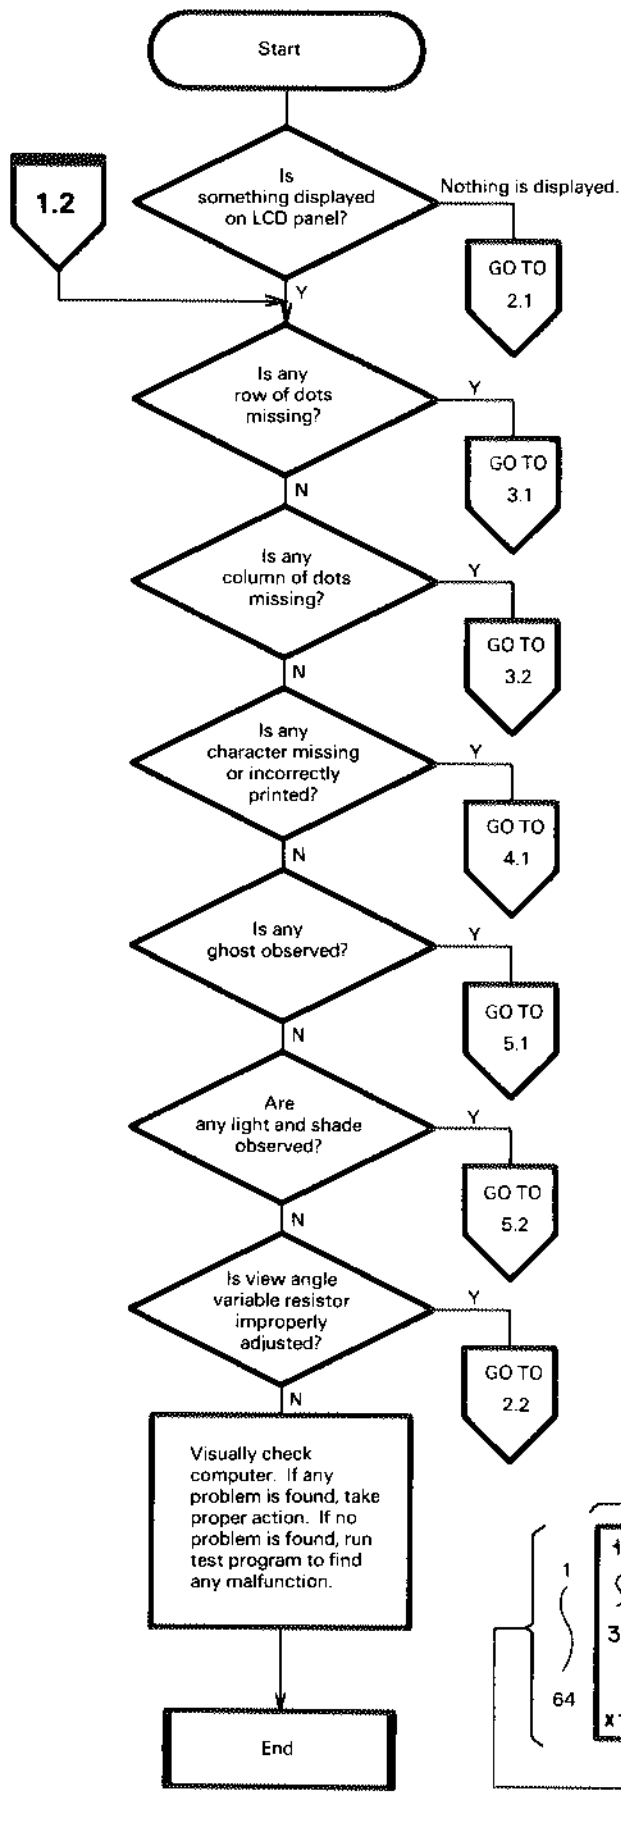 Start
Is
something displayed
on LCD panel?
Nothing is displayed.
1.2
GO TO
2.1
Y
Is any
row of dots
missing?
Y
GO TO
3.1
N
Is any
column of dots
missing?
Y
GO TO
3.2
N
Is any
character missing
or incorrectly
printed?
Y
GO TO
4.1
N
Is any
ghost observed?
Y
GO TO
5.1
N
Are
any light and shade
observed?
Y
GO TO
5.2
N
Is view angle
variable resistor
improperly
adjusted?
Y
GO TO
2.2
N
Visually check
computer. If any
problem is found, take
proper action. If no
problem is found, run
test program to find
any malfunction.
1
3
64
X
End